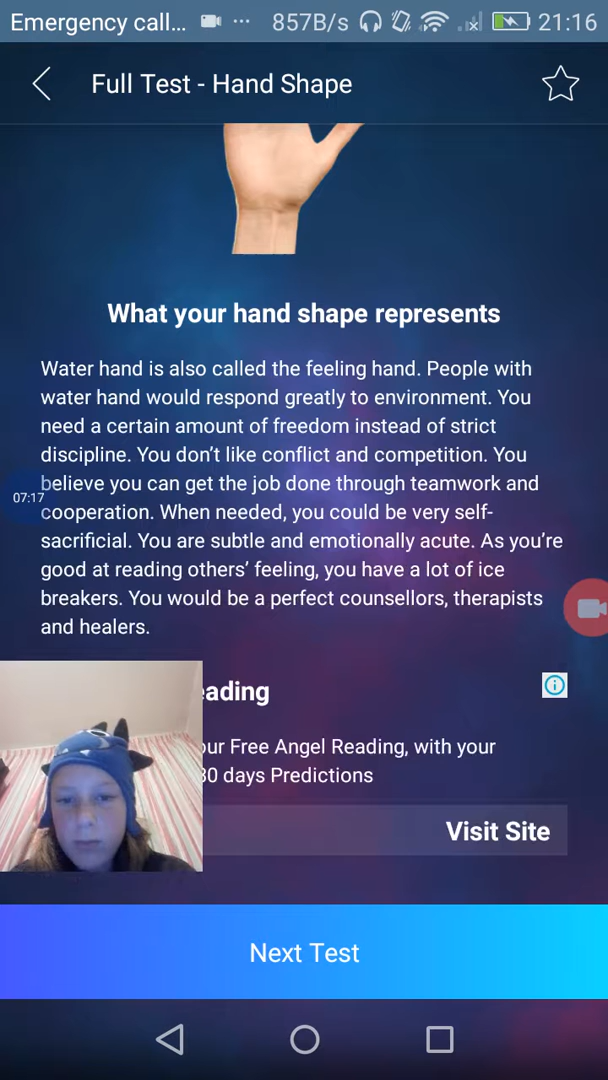 Emergency call... ··· 857B/s 21:16
Full Test - Hand Shape
What your hand shape represents
Water hand is also called the feeling hand. People with
water hand would respond greatly to environment. You
need a certain amount of freedom instead of strict
discipline. You don't like conflict and competition. You
believe you can get the job done through teamwork and
07:17
cooperation. When needed, you could be very self-
sacrificial. You are subtle and emotionally acute. As you're
good at reading others' feeling, you have a lot of ice
breakers. You would be a perfect counsellors, therapists
and healers.
eading
our Free Angel Reading, with your
30 days Predictions
Visit Site
Next Test